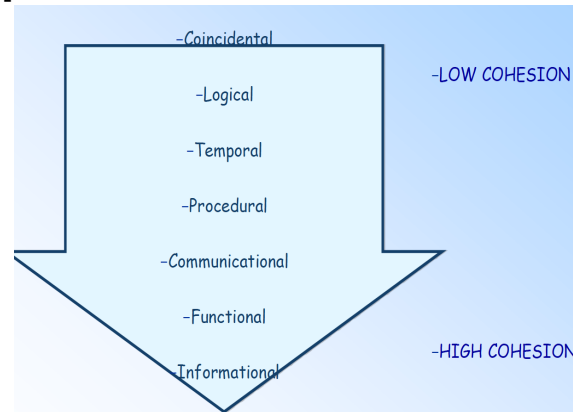 –Coincidental
–LOW COHESION
–Logical
–Temporal
–Procedural
–Communicational
–Functional
–HIGH COHESION
–Informational